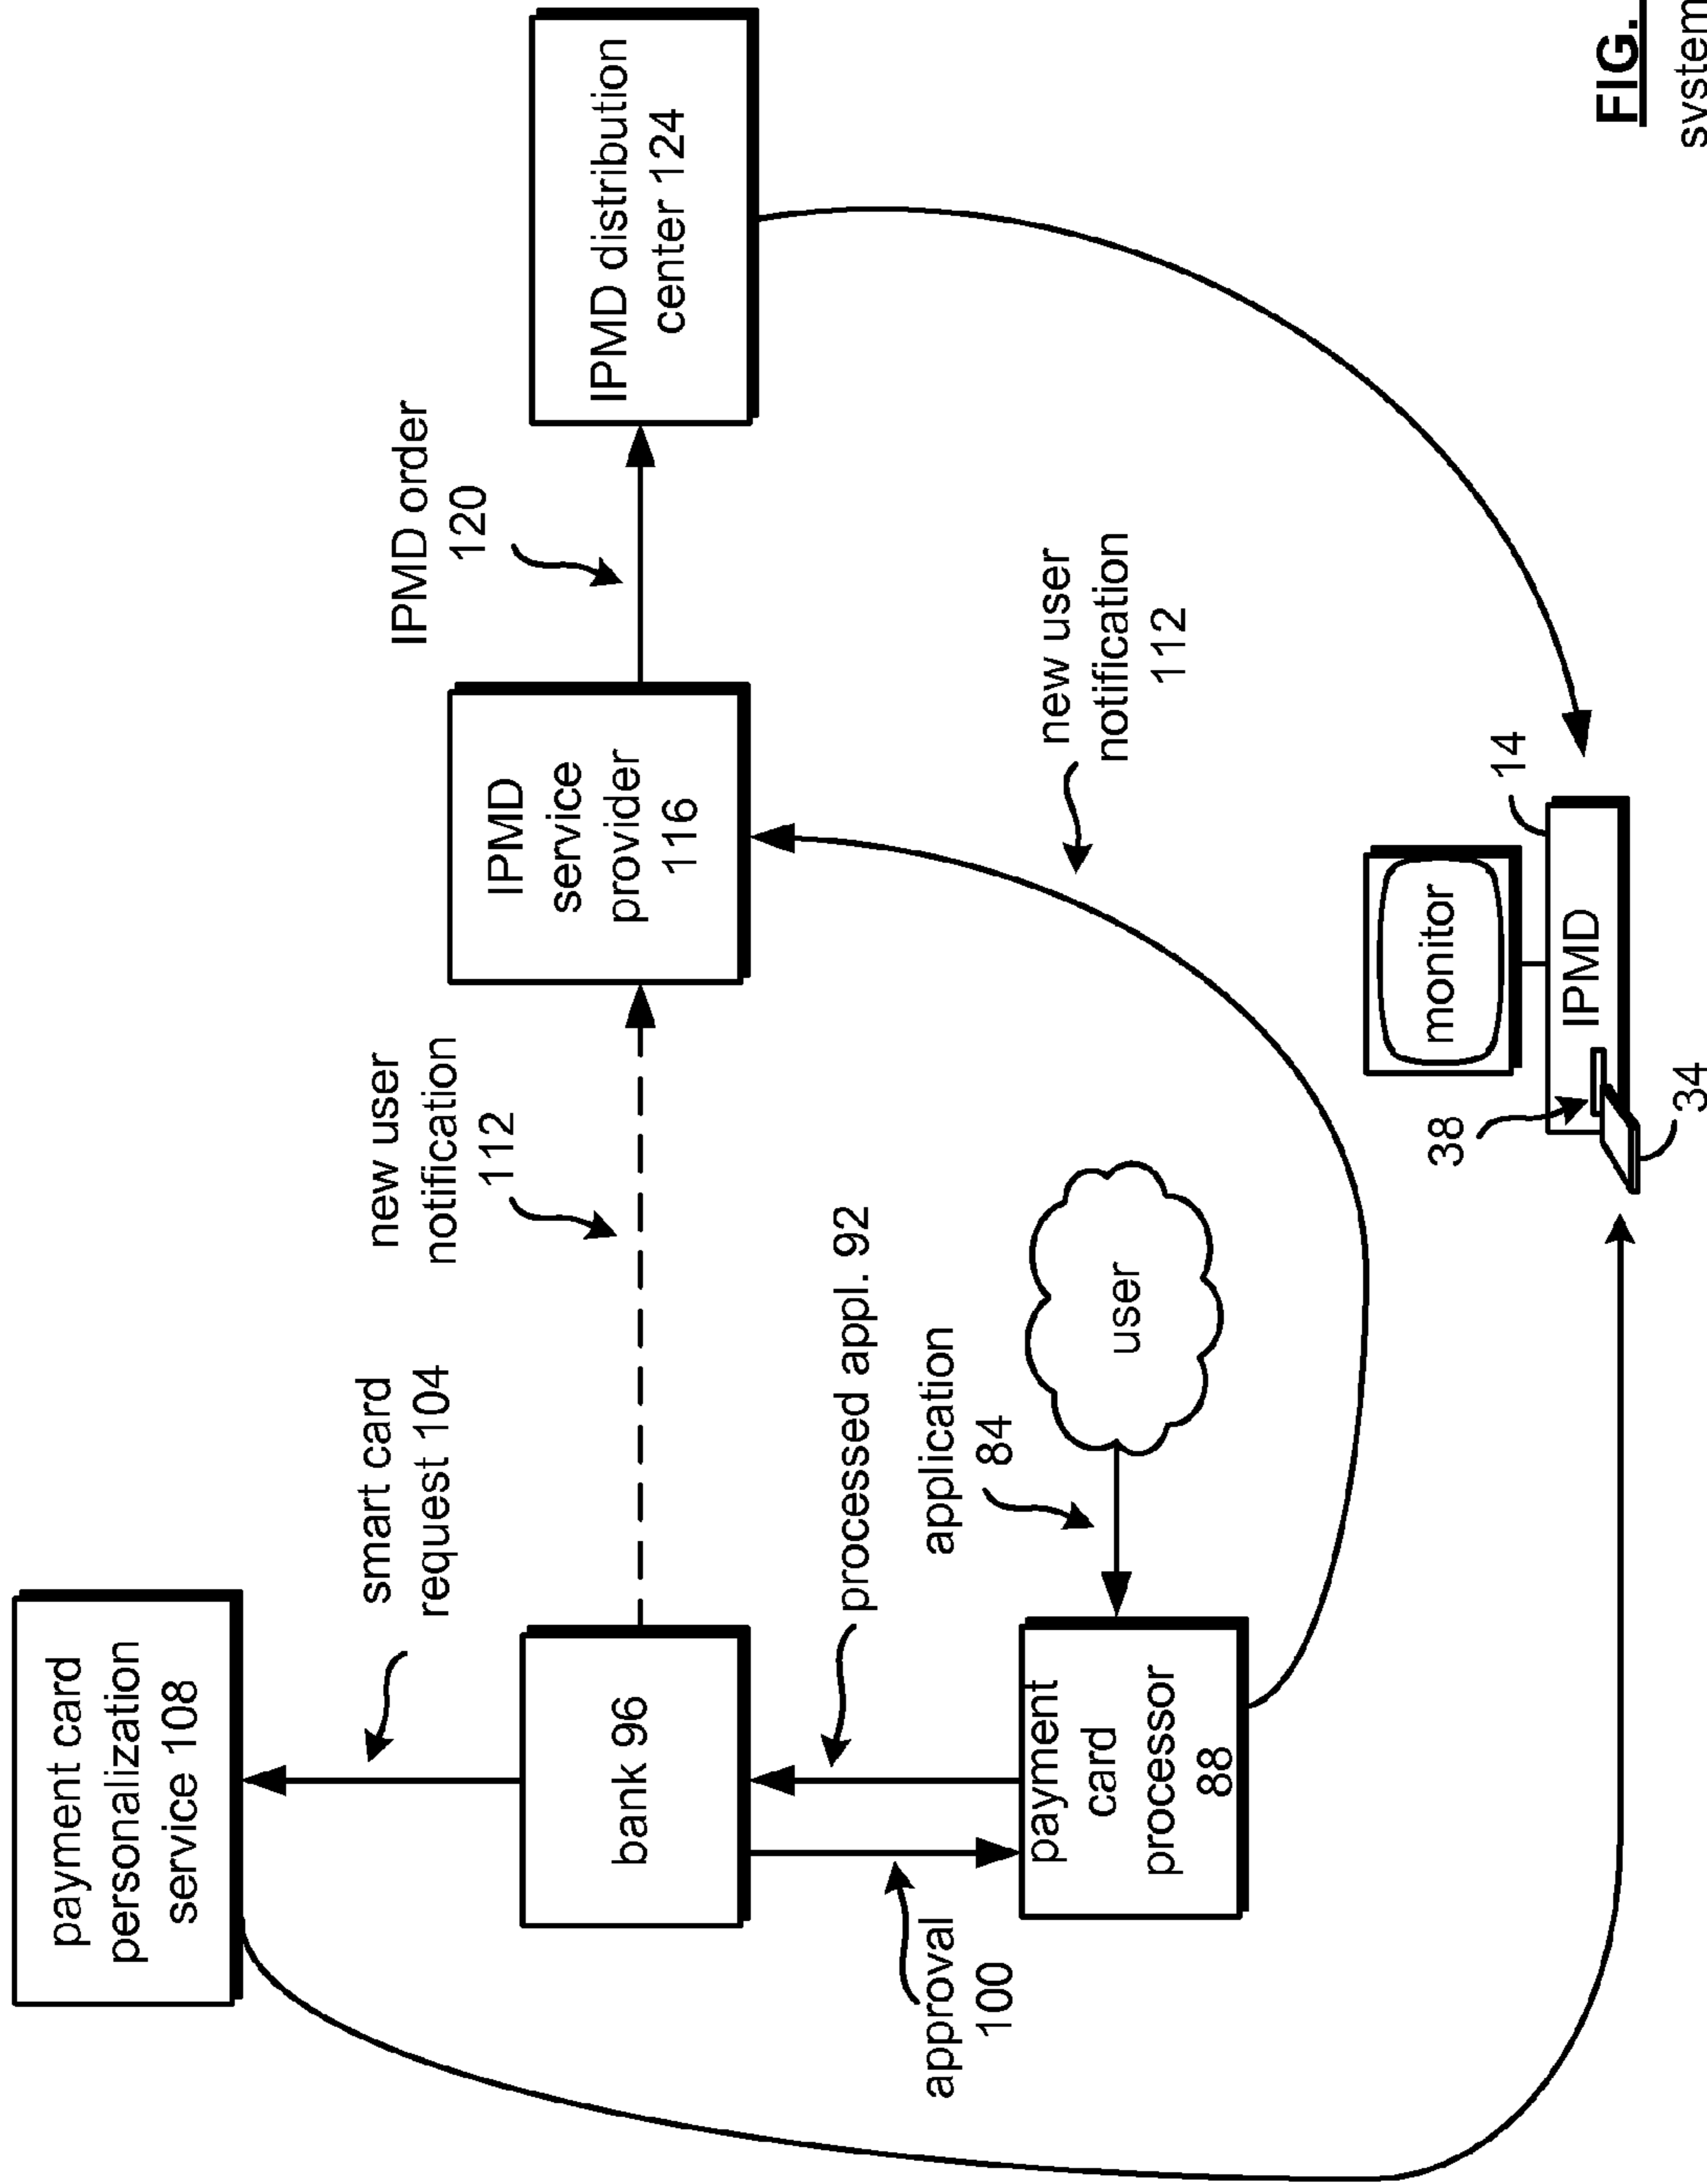 payment card
personalization
service 108
smart card
request 104
bank 96
new user
notification
112
IPMD
service
provider
116
IPMD order
120
IPMD distribution
center 124
approval
100
processed appl. 92
payment
card
processor
88
application
84
user
new user
notification
112
monitor
IPMD
14
38
34
FIG.
system